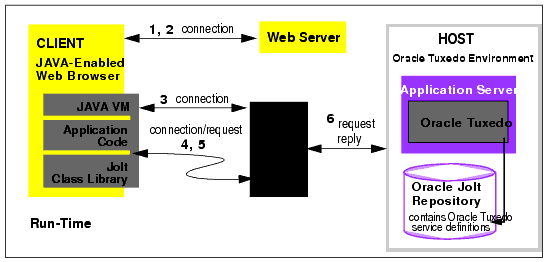 CLIENT
JAVA-Enabled
Web Browser
JAVA VM
Application
Code
Jolt
Class Library
Run-Time
1, 2 connection
Web Server
3 connection
connection/request
4, 5
6 request
reply
HOST
Oracle Tuxedo Environment
Application Server
Oracle Tuxedo
Oracle Jolt
Repository
contains Oracle Tuxedo
service definitions